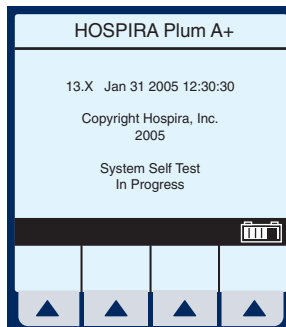 HOSPIRA Plum A+
13.X Jan 31 2005 12:30:30
Copyright Hospira, Inc.
2005
System Self Test
In Progress